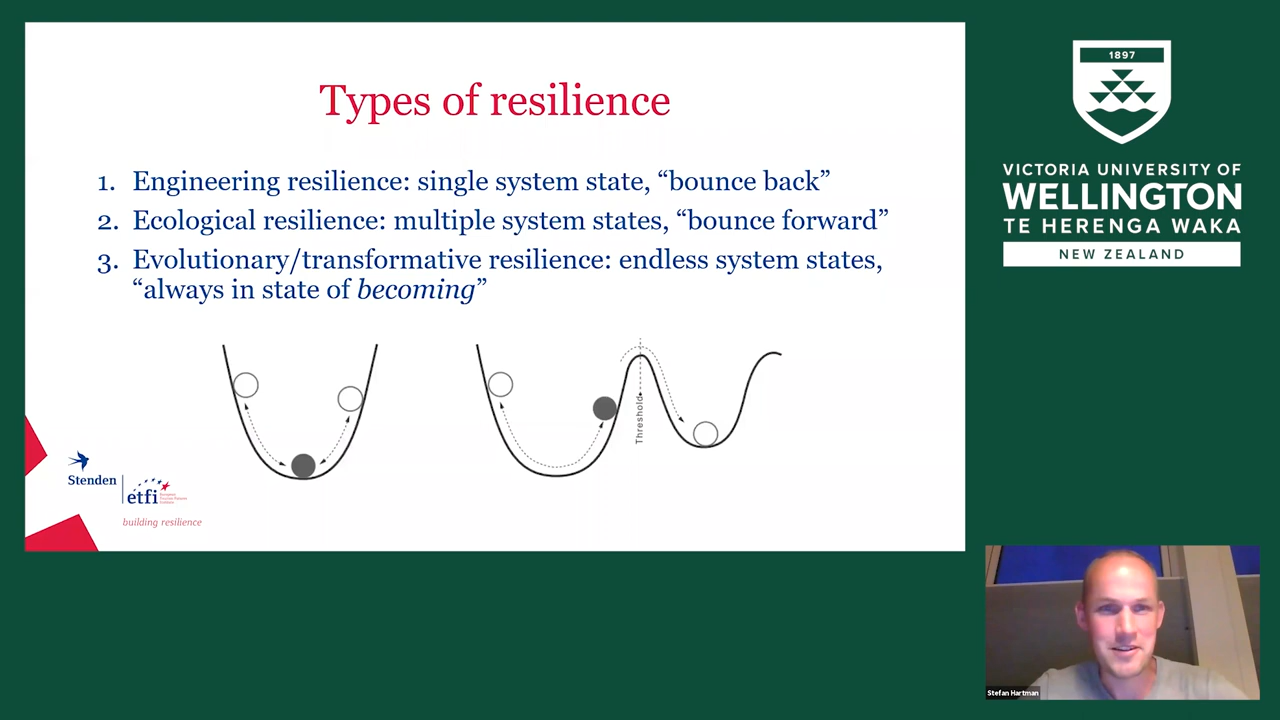 Types of resilience
1. Engineering resilience: single system state, “bounce back”
2. Ecological resilience: multiple system states, “bounce forward”
3. Evolutionary/transformative resilience: endless system states,
“always in state of becoming”
Threshold
Stenden
etfi
building resilience
1897
VICTORIA UNIVERSITY OF
WELLINGTON
TE HERENGA WAKA
NEW ZEALAND
Stefan Hartman